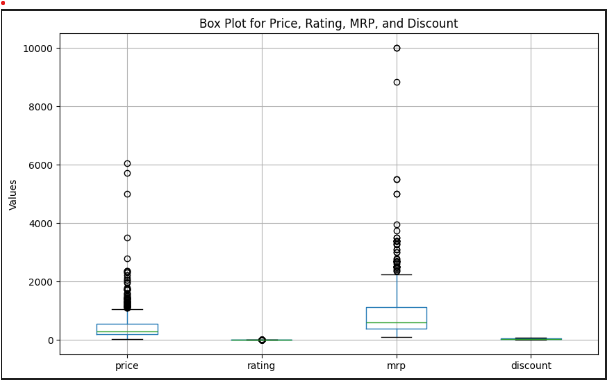 Box Plot for Price, Rating, MRP, and Discount
10000
8000
6000
4000
2000
0
Values
price rating mrp discount